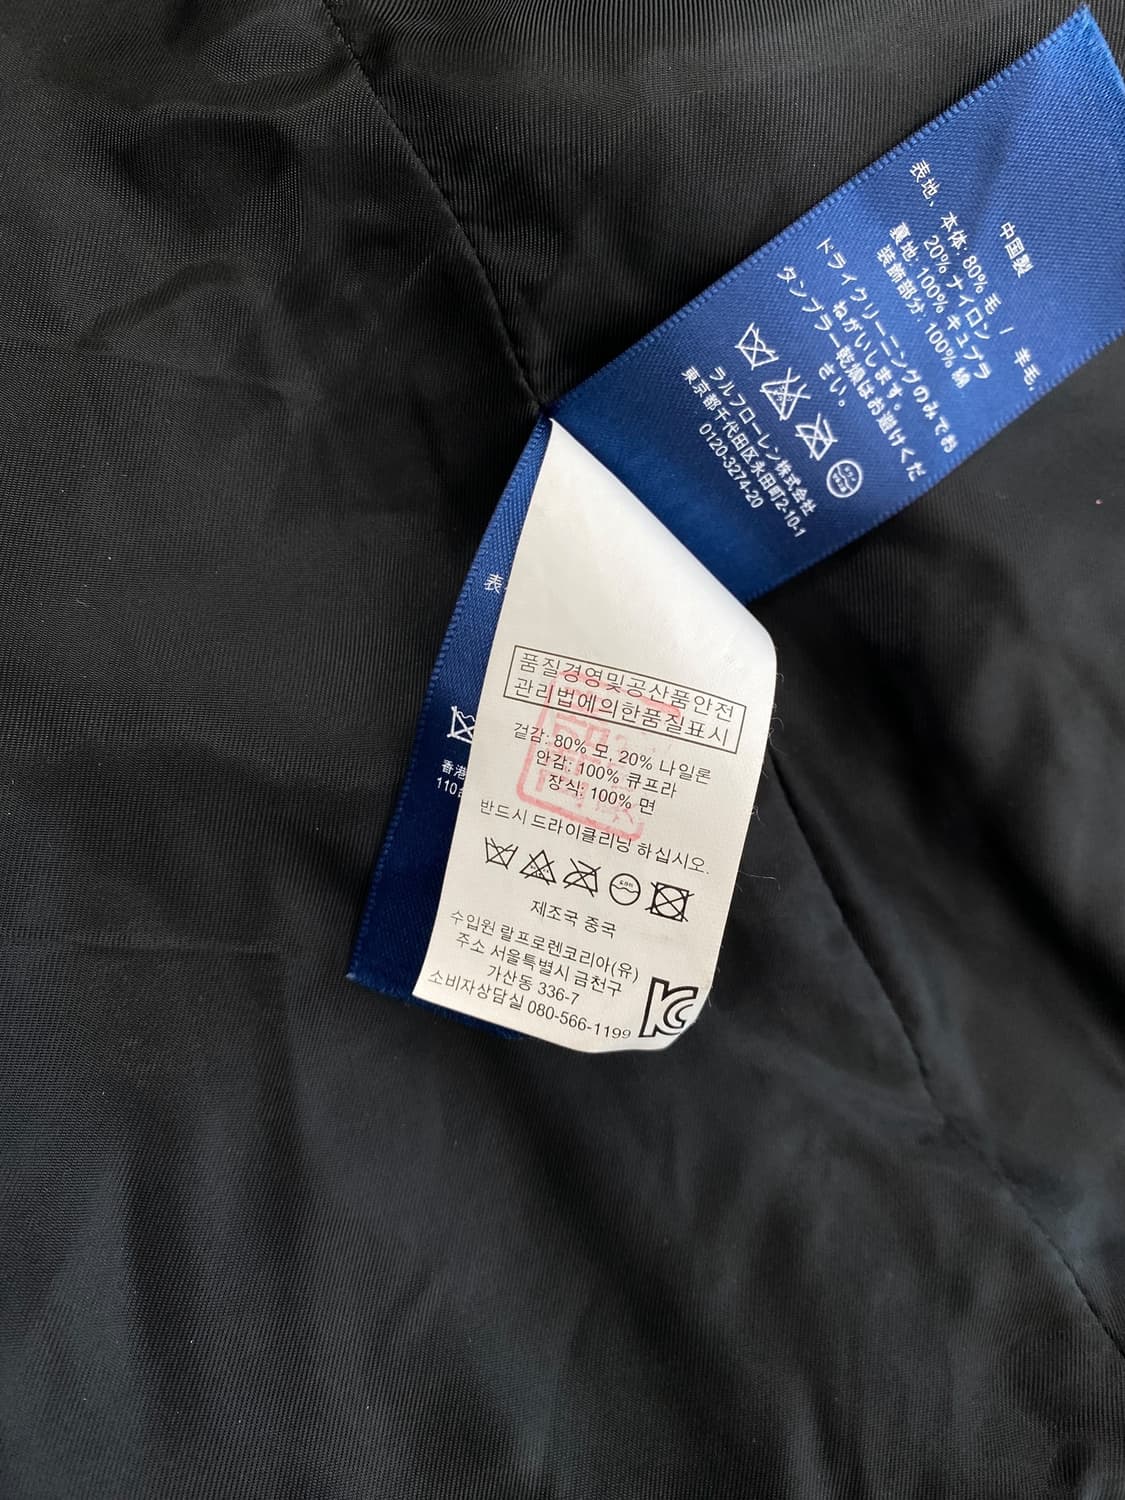 中国製
表地、本体: 80% 毛 / 羊毛,
20% ナイロン
裏地: 100% キュプラ
装飾部分: 100% 綿
ドライクリーニングのみでお
ねがいします。
タンブラー乾燥はお避けくだ
さい。
ラルフローレン株式会社
東京都千代田区永田町2-10-1
0120-3274-20
表
香港
110
품질경영및공산품안전
관리법에의한품질표시
겉감: 80% 모, 20% 나일론
안감: 100% 큐프라
장식: 100% 면
반드시 드라이클리닝 하십시오.
제조국 중국
수입원 랄프로렌코리아(유)
주소 서울특별시 금천구
가산동 336-7
소비자상담실 080-566-1199